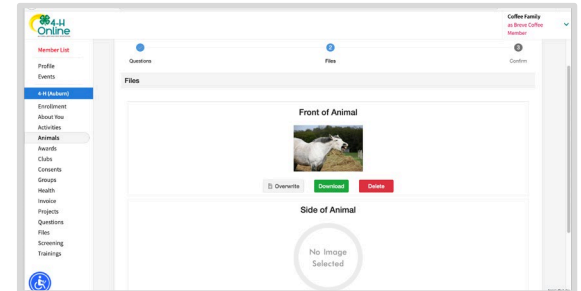 4-H
Online
Coffee Family
as Breve Coffee
Member
Member List
Profile
Events
4-H (Auburn)
Enrollment
About You
Activities
Animals
Awards
Clubs
Consents
Groups
Health
Invoice
Projects
Questions
Files
Screening
Trainings
Questions
2
Files
3
Confirm
Files
Front of Animal
Overwrite
Download
Delete
Side of Animal
No Image
Selected